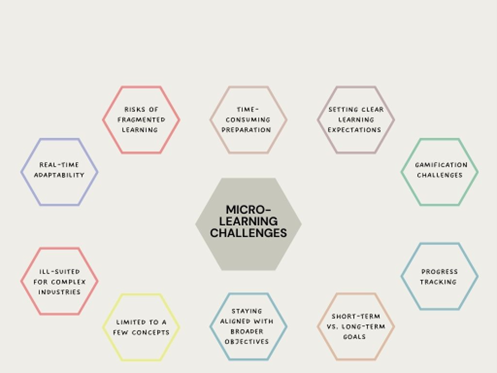 RISKS OF
FRAGMENTED
LEARNING
TIME-
CONSUMING
PREPARATION
SETTING CLEAR
LEARNING
EXPECTATIONS
REAL-TIME
ADAPTABILITY
GAMIFICATION
CHALLENGES
MICRO-
LEARNING
CHALLENGES
ILL-SUITED
FOR COMPLEX
INDUSTRIES
PROGRESS
TRACKING
LIMITED TO A
FEW CONCEPTS
STAYING
ALIGNED WITH
BROADER
OBJECTIVES
SHORT-TERM
VS. LONG-TERM
GOALS